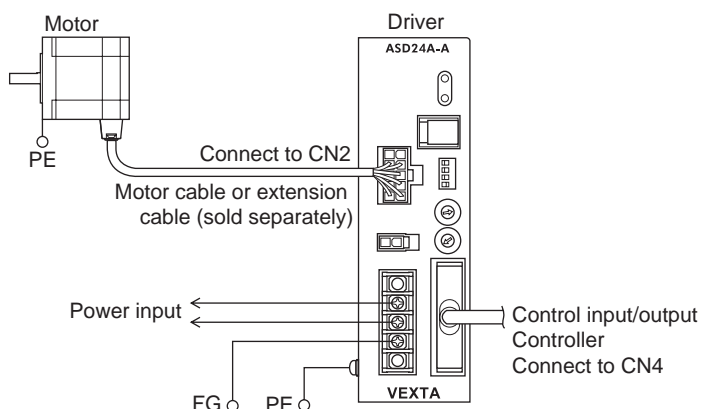 Motor
Driver
ASD24A-A
PE
Connect to CN2
Motor cable or extension
cable (sold separately)
Power input
Control input/output
Controller
Connect to CN4
VEXTA
FG
PE